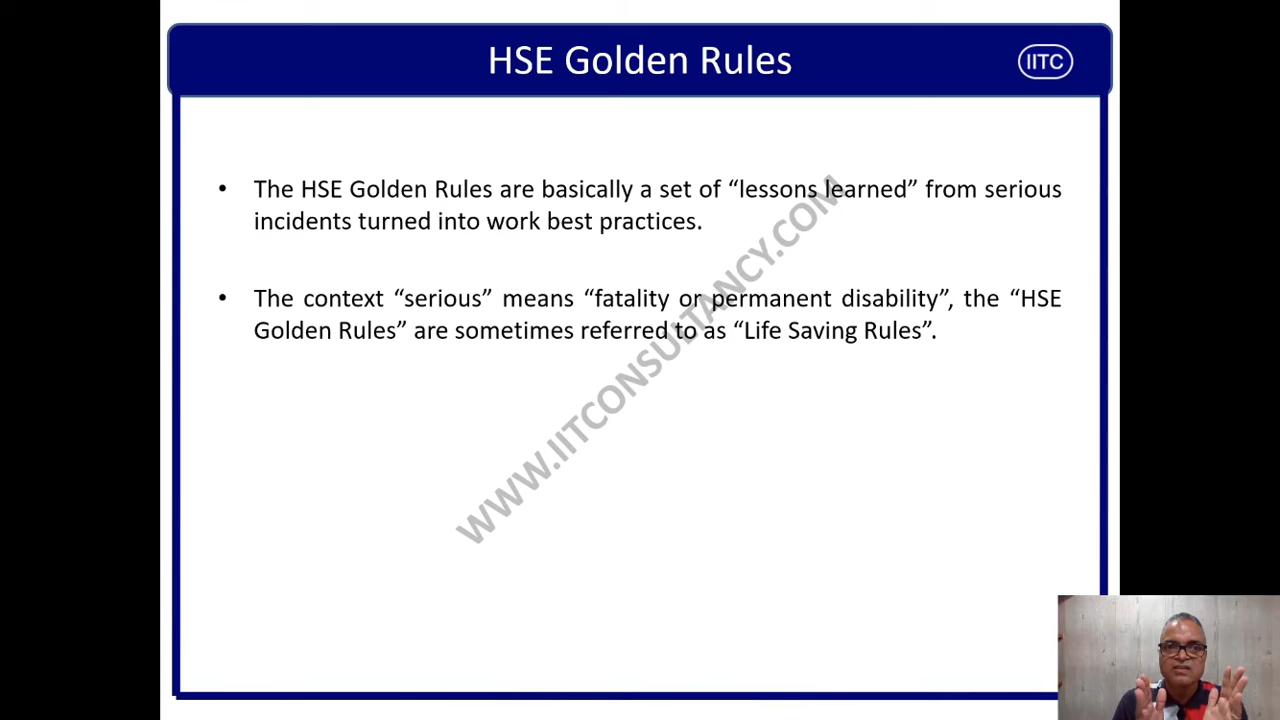 HSE Golden Rules
IITC
• The HSE Golden Rules are basically a set of “lessons learned” from serious
incidents turned into work best practices.
• The context “serious” means “fatality or permanent disability”, the “HSE
Golden Rules” are sometimes referred to as “Life Saving Rules”.
WWW.IITCONSULTANCY.COM